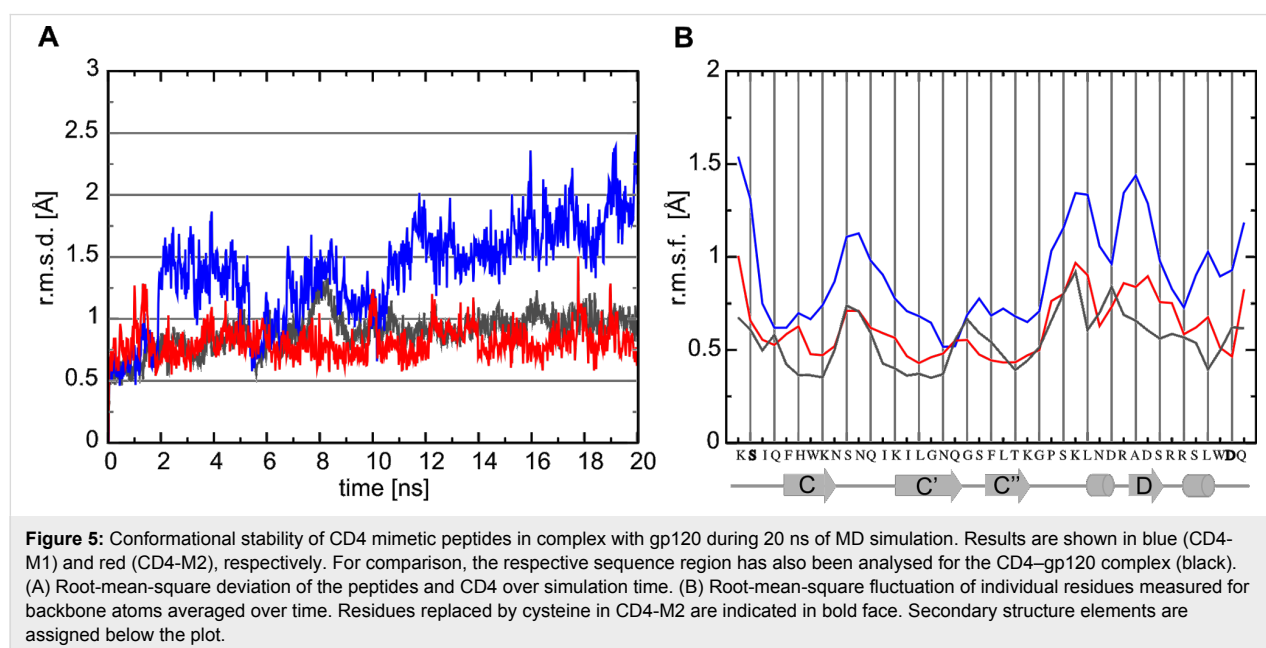 A
B
3
2.5
2
1.5
1
0.5
0
r.m.s.d. [Å]
0 2 4 6 8 10 12 14 16 18 20
time [ns]
2
1.5
1
0.5
0
r.m.s.f. [Å]
K S I Q F H W K N S N Q I K I L G N Q G S F L T K G P S K L N D R A D S R R S L W D Q
C C' C'' D
Figure 5: Conformational stability of CD4 mimetic peptides in complex with gp120 during 20 ns of MD simulation. Results are shown in blue (CD4-
M1) and red (CD4-M2), respectively. For comparison, the respective sequence region has also been analysed for the CD4–gp120 complex (black).
(A) Root-mean-square deviation of the peptides and CD4 over simulation time. (B) Root-mean-square fluctuation of individual residues measured for
backbone atoms averaged over time. Residues replaced by cysteine in CD4-M2 are indicated in bold face. Secondary structure elements are
assigned below the plot.